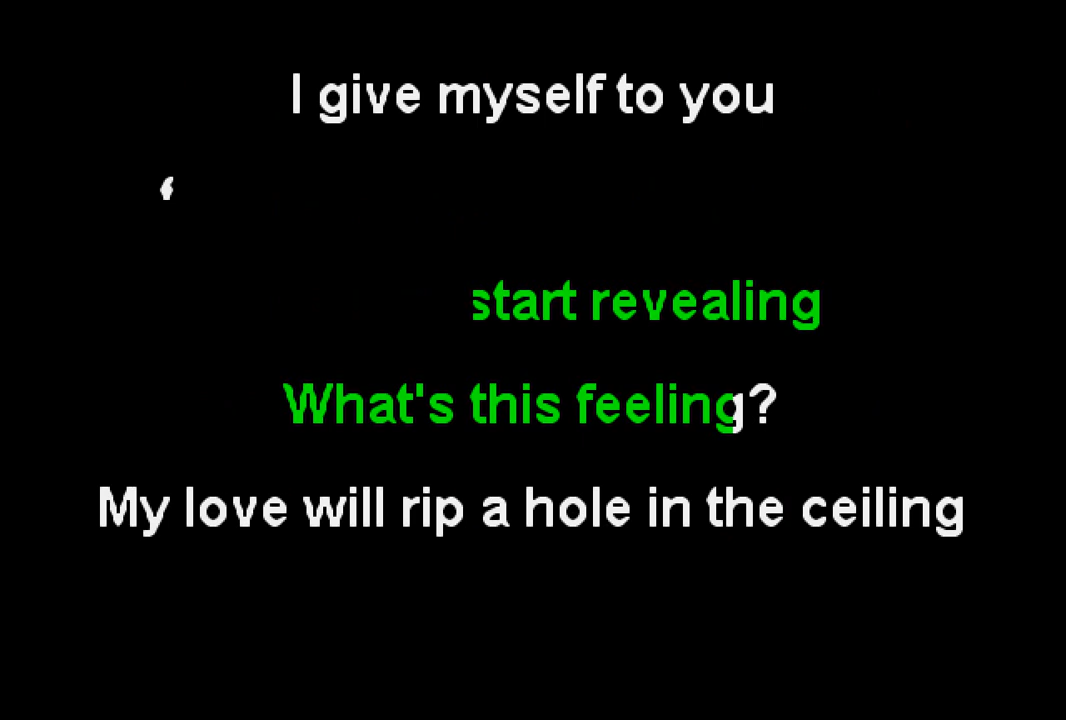 I give myself to you
start revealing
What's this feeling?
My love will rip a hole in the ceiling